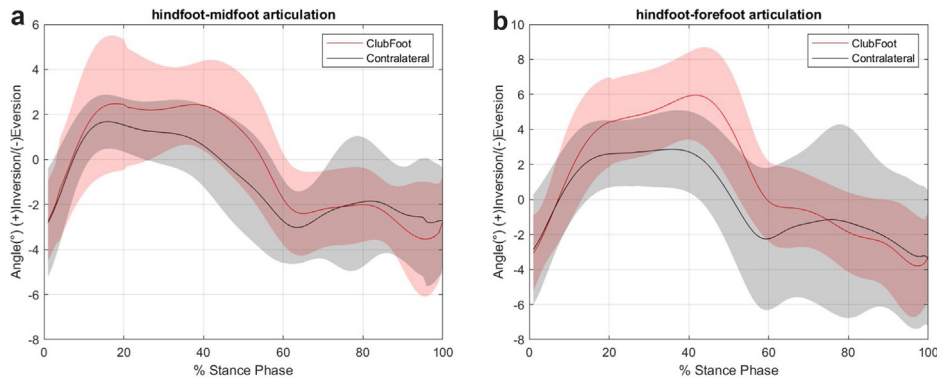 a
hindfoot-midfoot articulation
6
4
2
0
-2
-4
-6
-8
Angle(°) (+)Inversion/(-)Eversion
ClubFoot
Contralateral
0
20
40
60
80
100
% Stance Phase
b
hindfoot-forefoot articulation
10
8
6
4
2
0
-2
-4
-6
-8
Angle(°) (+)Inversion/(-)Eversion
ClubFoot
Contralateral
0
20
40
60
80
100
% Stance Phase